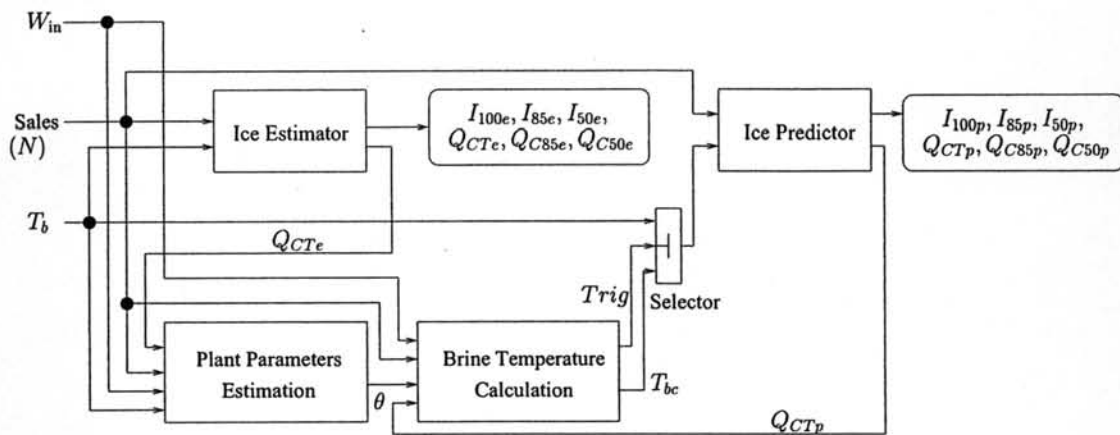 W_in
Sales
(N)
T_b
Ice Estimator
I_100e, I_85e, I_50e,
Q_CTe, Q_C85e, Q_C50e
Ice Predictor
I_100p, I_85p, I_50p,
Q_CTp, Q_C85p, Q_C50p
Q_CTe
Trig
Selector
Plant Parameters
Estimation
θ
Brine Temperature
Calculation
T_bc
Q_CTp